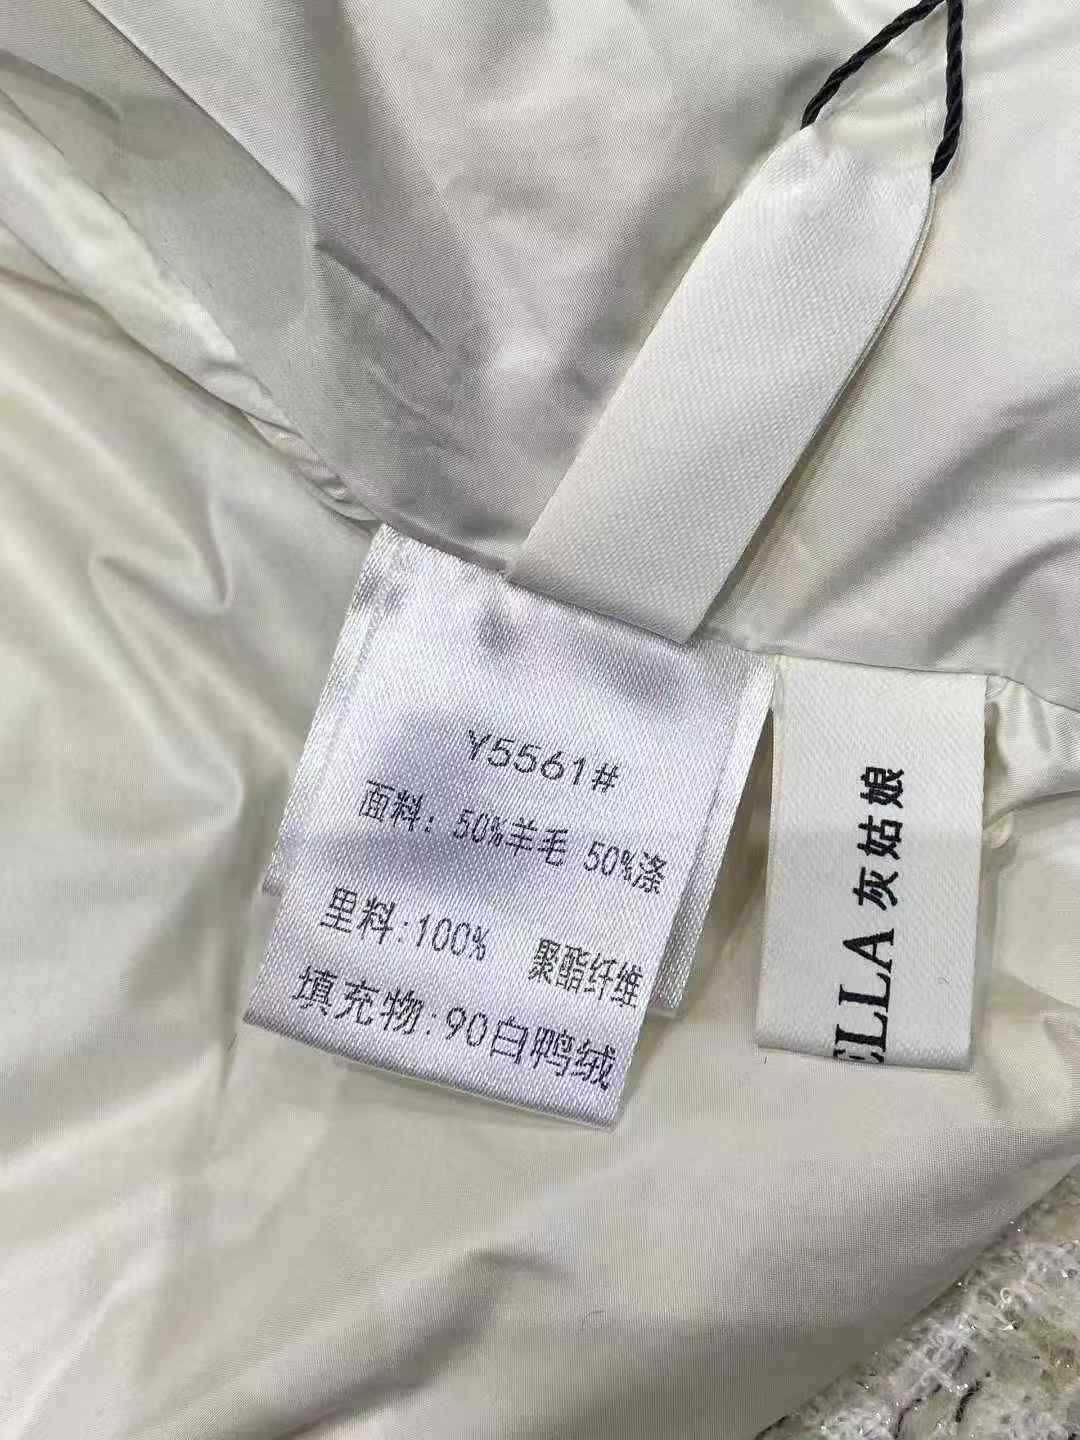 Y5561#
面料: 50%羊毛 50%涤
里料:100% 聚酯纤维
填充物:90白鸭绒
ELLA 灰姑娘